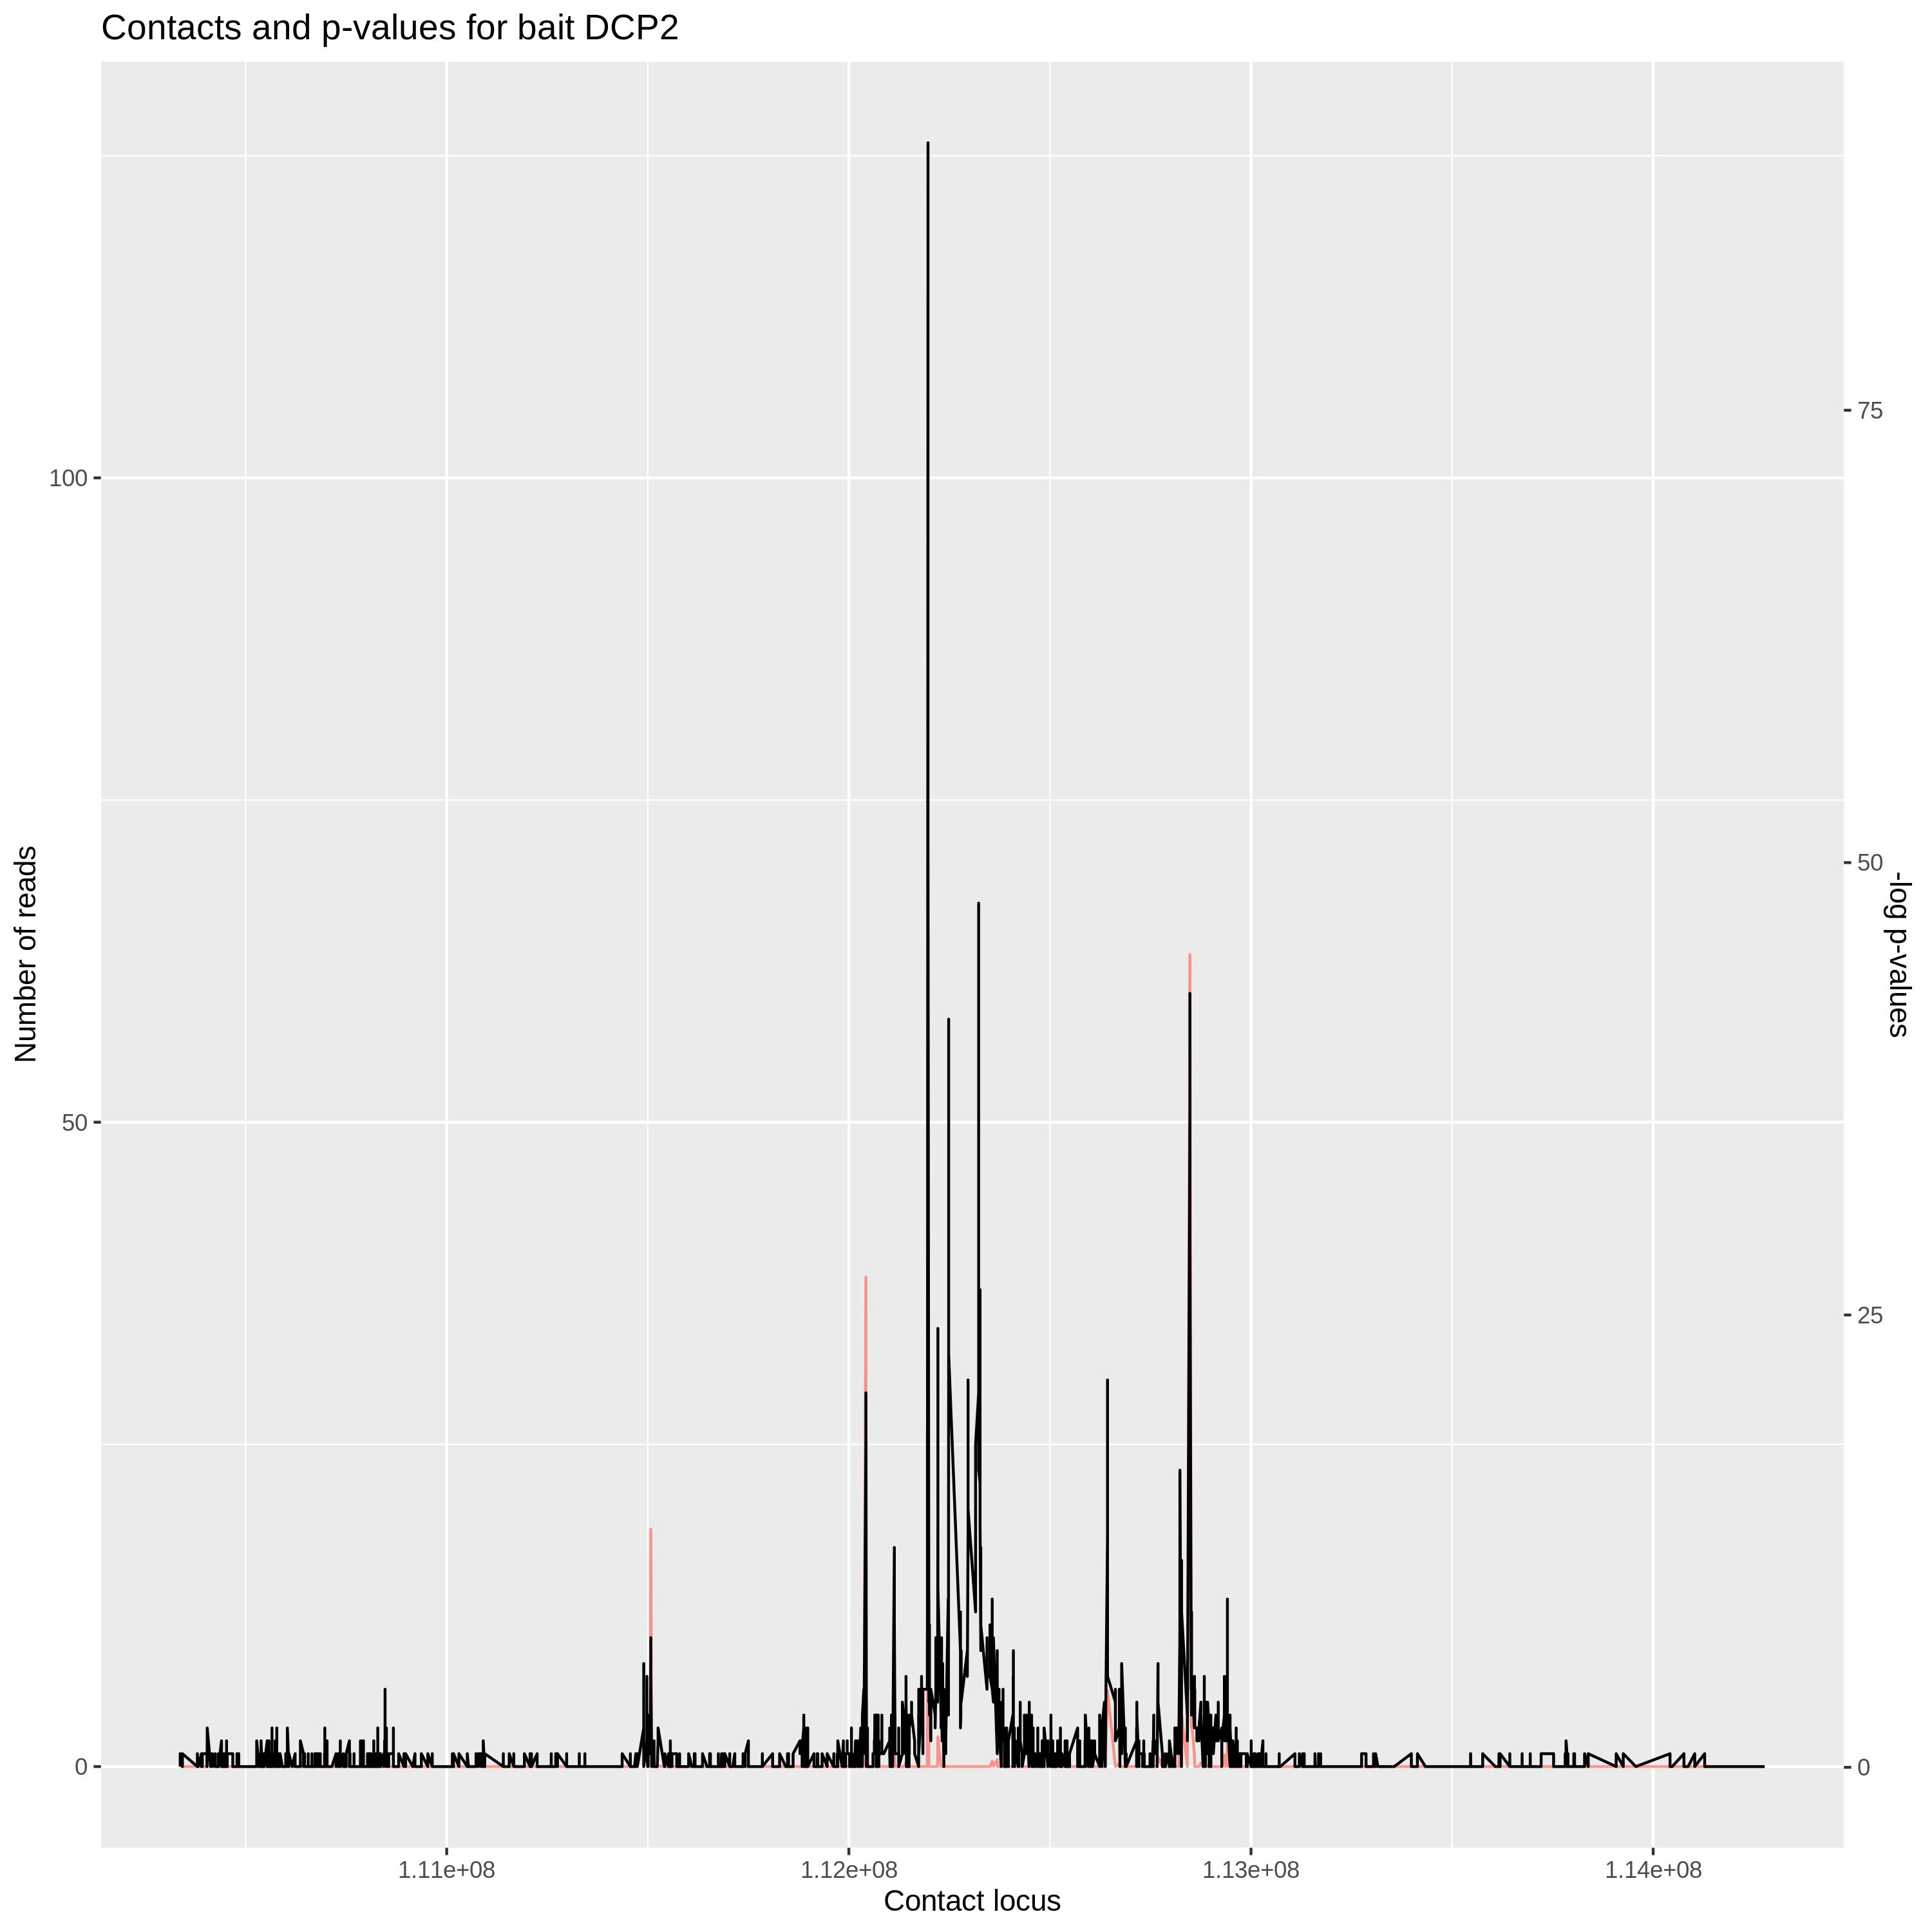 Contacts and p-values for bait DCP2
Number of reads
100
50
0
75
50
25
0
-log p-values
1.11e+08
1.12e+08
1.13e+08
1.14e+08
Contact locus